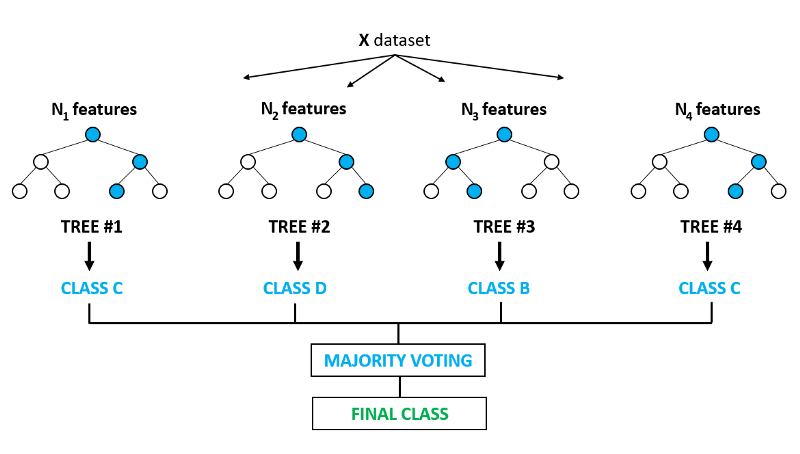 X dataset
N₁ features
N₂ features
N₃ features
N₄ features
TREE #1
TREE #2
TREE #3
TREE #4
CLASS C
CLASS D
CLASS B
CLASS C
MAJORITY VOTING
FINAL CLASS